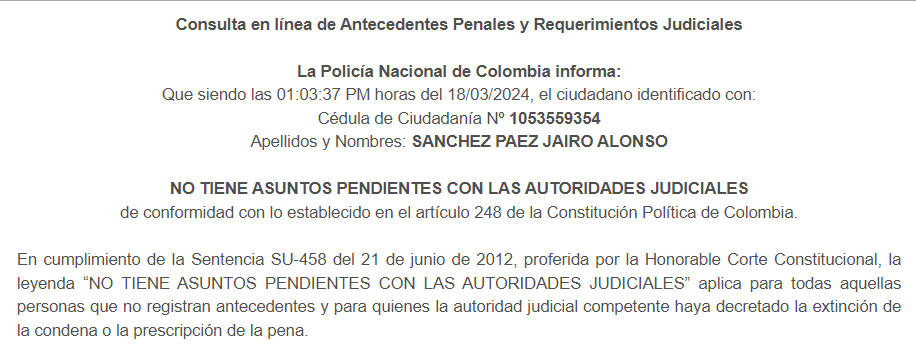 Consulta en línea de Antecedentes Penales y Requerimientos Judiciales
La Policía Nacional de Colombia informa:
Que siendo las 01:03:37 PM horas del 18/03/2024, el ciudadano identificado con:
Cédula de Ciudadanía Nº 1053559354
Apellidos y Nombres: SANCHEZ PAEZ JAIRO ALONSO
NO TIENE ASUNTOS PENDIENTES CON LAS AUTORIDADES JUDICIALES
de conformidad con lo establecido en el artículo 248 de la Constitución Política de Colombia.
En cumplimiento de la Sentencia SU-458 del 21 de junio de 2012, proferida por la Honorable Corte Constitucional, la
leyenda “NO TIENE ASUNTOS PENDIENTES CON LAS AUTORIDADES JUDICIALES” aplica para todas aquellas
personas que no registran antecedentes y para quienes la autoridad judicial competente haya decretado la extinción de
la condena o la prescripción de la pena.